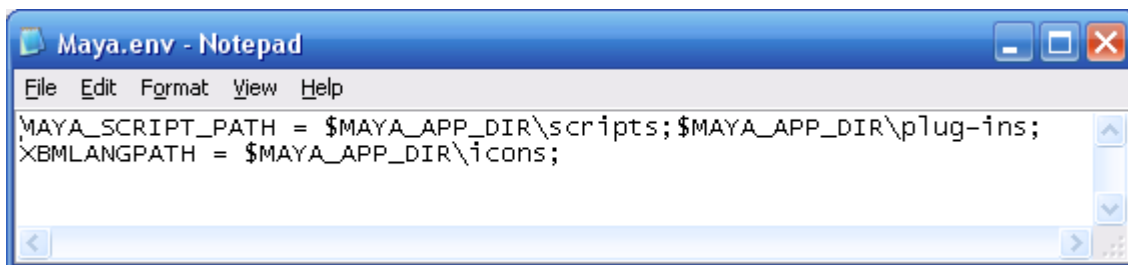 Maya.env - Notepad
File Edit Format View Help
MAYA_SCRIPT_PATH = $MAYA_APP_DIR\scripts;$MAYA_APP_DIR\plug-ins;
XBMLANGPATH = $MAYA_APP_DIR\icons;